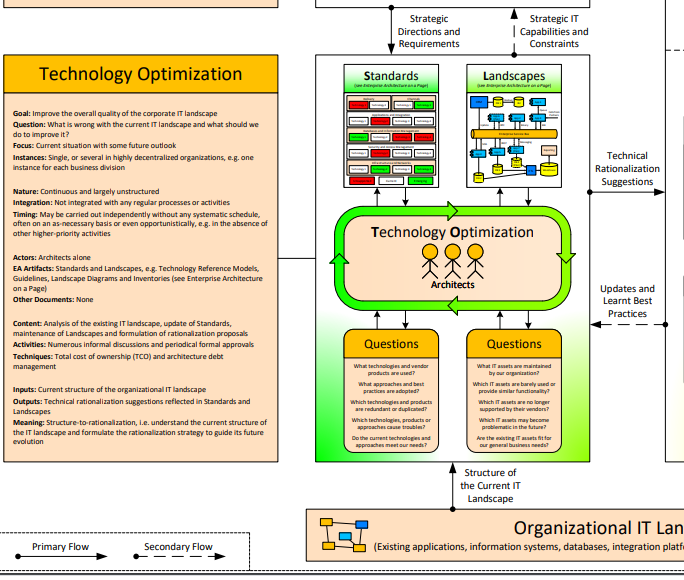 Strategic
Directions and
Requirements
Strategic IT
Capabilities and
Constraints
Technology Optimization
Goal: Improve the overall quality of the corporate IT landscape
Question: What is wrong with the current IT landscape and what should we
do to improve it?
Focus: Current situation with some future outlook
Instances: Single, or several in highly decentralized organizations, e.g. one
instance for each business division
Nature: Continuous and largely unstructured
Integration: Not integrated with any regular processes or activities
Timing: May be carried out independently without any systematic schedule,
often on an as-necessary basis or even opportunistically, e.g. in the absence of
other higher-priority activities
Actors: Architects alone
EA Artifacts: Standards and Landscapes, e.g. Technology Reference Models,
Guidelines, Landscape Diagrams and Inventories (see Enterprise Architecture
on a Page)
Other Documents: None
Content: Analysis of the existing IT landscape, update of Standards,
maintenance of Landscapes and formulation of rationalization proposals
Activities: Numerous informal discussions and periodical formal approvals
Techniques: Total cost of ownership (TCO) and architecture debt
management
Inputs: Current structure of the organizational IT landscape
Outputs: Technical rationalization suggestions reflected in Standards and
Landscapes
Meaning: Structure-to-rationalization, i.e. understand the current structure of
the IT landscape and formulate the rationalization strategy to guide its future
evolution
Standards
(see Enterprise Architecture on a Page)
Landscapes
(see Enterprise Architecture on a Page)
Technology Optimization
Architects
Questions
What technologies and vendor
products are used?
What approaches and best
practices are adopted?
Which technologies and products
are redundant or duplicated?
Which technologies, products or
approaches cause troubles?
Do the current technologies and
approaches meet our needs?
Questions
What IT assets are maintained
by our organization?
Which IT assets are barely used or
provide similar functionality?
Which IT assets are no longer
supported by their vendors?
Which IT assets may become
problematic in the future?
Are the existing IT assets fit for
our general business needs?
Technical
Rationalization
Suggestions
Updates and
Learnt Best
Practices
Structure of
the Current IT
Landscape
Organizational IT Lan
(Existing applications, information systems, databases, integration platf
Primary Flow
Secondary Flow